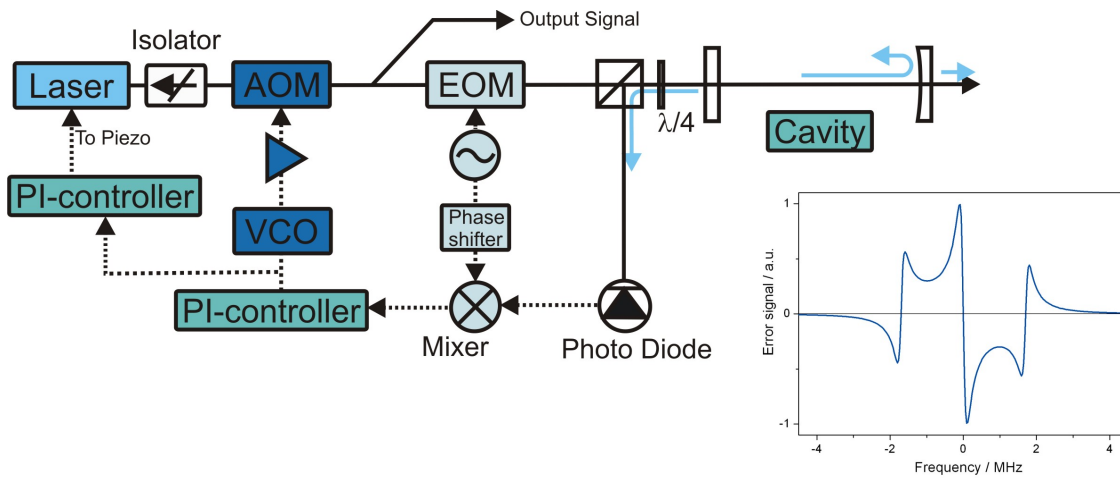 Output Signal
Isolator
Laser
AOM
EOM
λ/4
To Piezo
Cavity
PI-controller
VCO
Phase
shifter
PI-controller
Mixer
Photo Diode
Error signal / a.u.
1
0
-1
-4
-2
0
2
4
Frequency / MHz